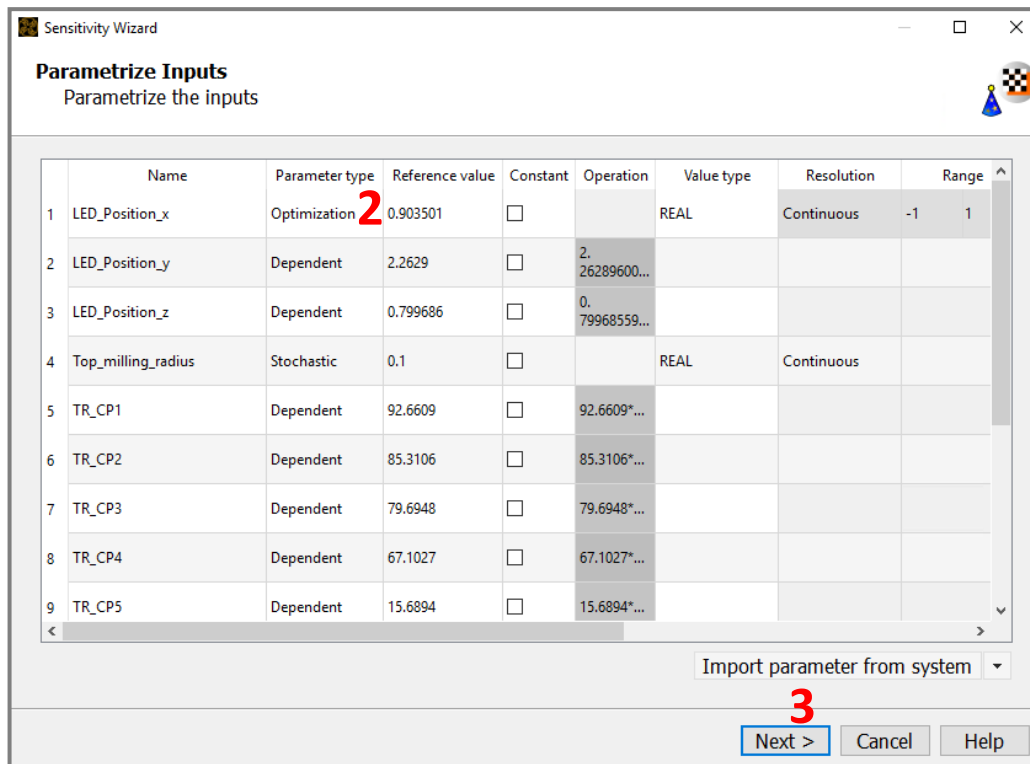 Sensitivity Wizard
Parametrize Inputs
Parametrize the inputs
Name Parameter type Reference value Constant Operation Value type Resolution Range
1 LED_Position_x Optimization 2 0.903501 REAL Continuous -1 1
2 LED_Position_y Dependent 2.2629 2.
26289600...
3 LED_Position_z Dependent 0.799686 0.
79968559...
4 Top_milling_radius Stochastic 0.1 REAL Continuous
5 TR_CP1 Dependent 92.6609 92.6609*...
6 TR_CP2 Dependent 85.3106 85.3106*...
7 TR_CP3 Dependent 79.6948 79.6948*...
8 TR_CP4 Dependent 67.1027 67.1027*...
9 TR_CP5 Dependent 15.6894 15.6894*...
Import parameter from system
3
Next > Cancel Help